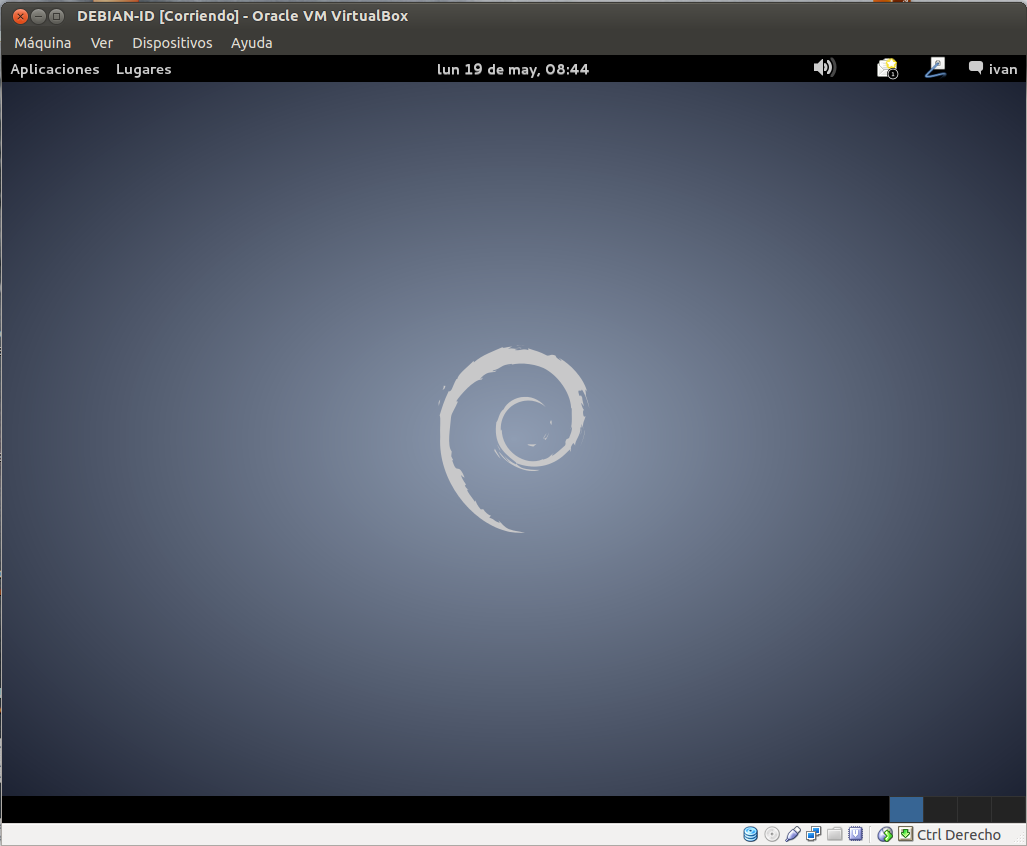 DEBIAN-ID [Corriendo] - Oracle VM VirtualBox
Máquina Ver Dispositivos Ayuda
Aplicaciones Lugares lun 19 de may, 08:44 1 ivan
Ctrl Derecho